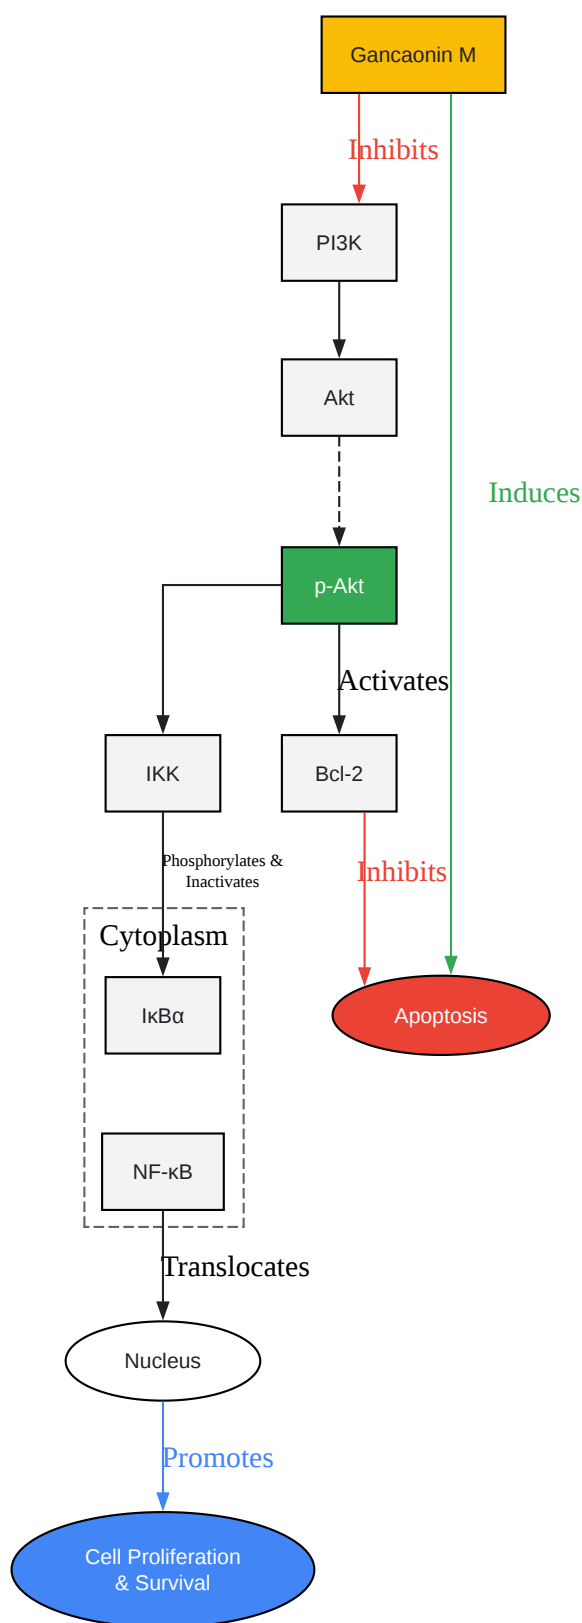 Gancaonin M
Inhibits
PI3K
Akt
Induces
p-Akt
Activates
IKK
Bcl-2
Phosphorylates &
Inactivates
Inhibits
Cytoplasm
IκBα
Apoptosis
NF-κB
Translocates
Nucleus
Promotes
Cell Proliferation
& Survival